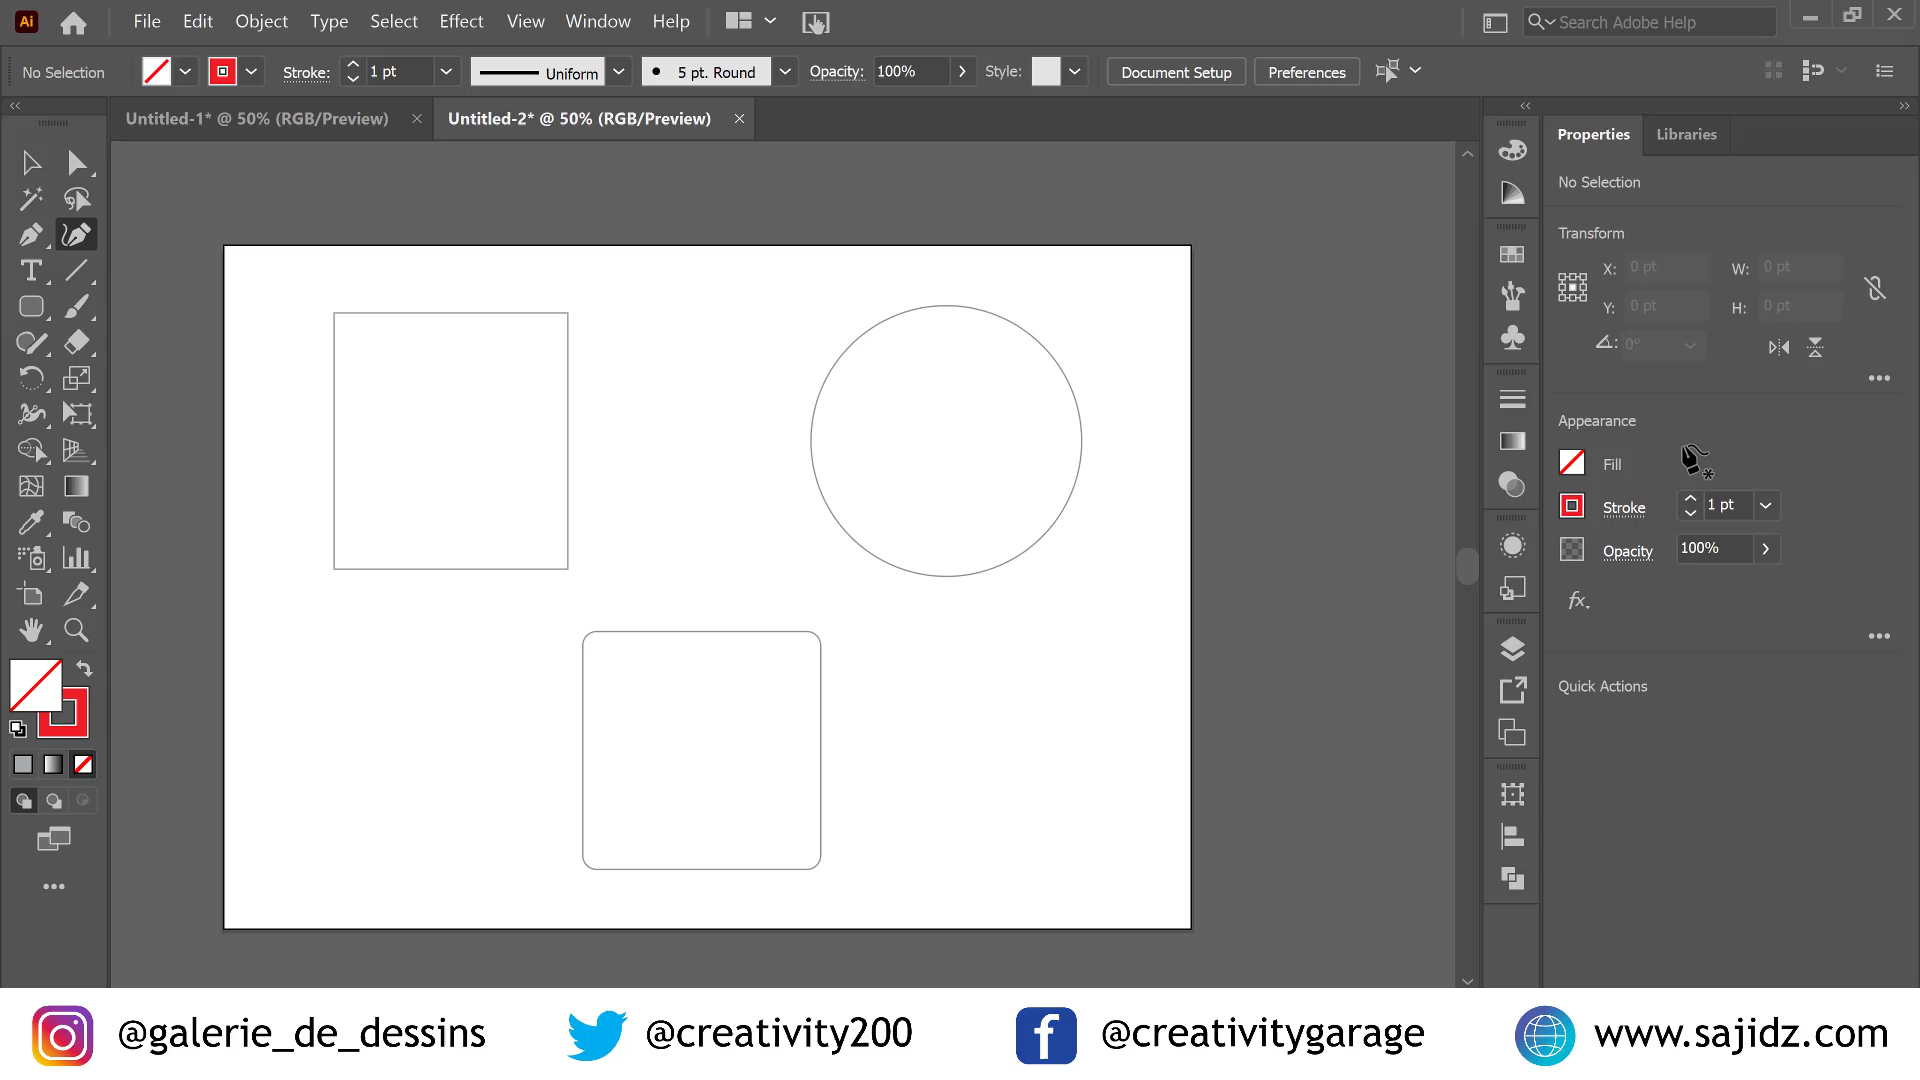 Ai File Edit Object Type Select Effect View Window Help Search Adobe Help
No Selection Stroke: 1 pt Uniform 5 pt. Round Opacity: 100% Style: Document Setup Preferences
Untitled-1* @ 50% (RGB/Preview) Untitled-2* @ 50% (RGB/Preview)
Properties Libraries
No Selection
Transform
X: 0 pt W: 0 pt
Y: 0 pt H: 0 pt
0°
Appearance
Fill
Stroke 1 pt
Opacity 100%
fx
Quick Actions
@galerie_de_dessins @creativity200 @creativitygarage www.sajidz.com